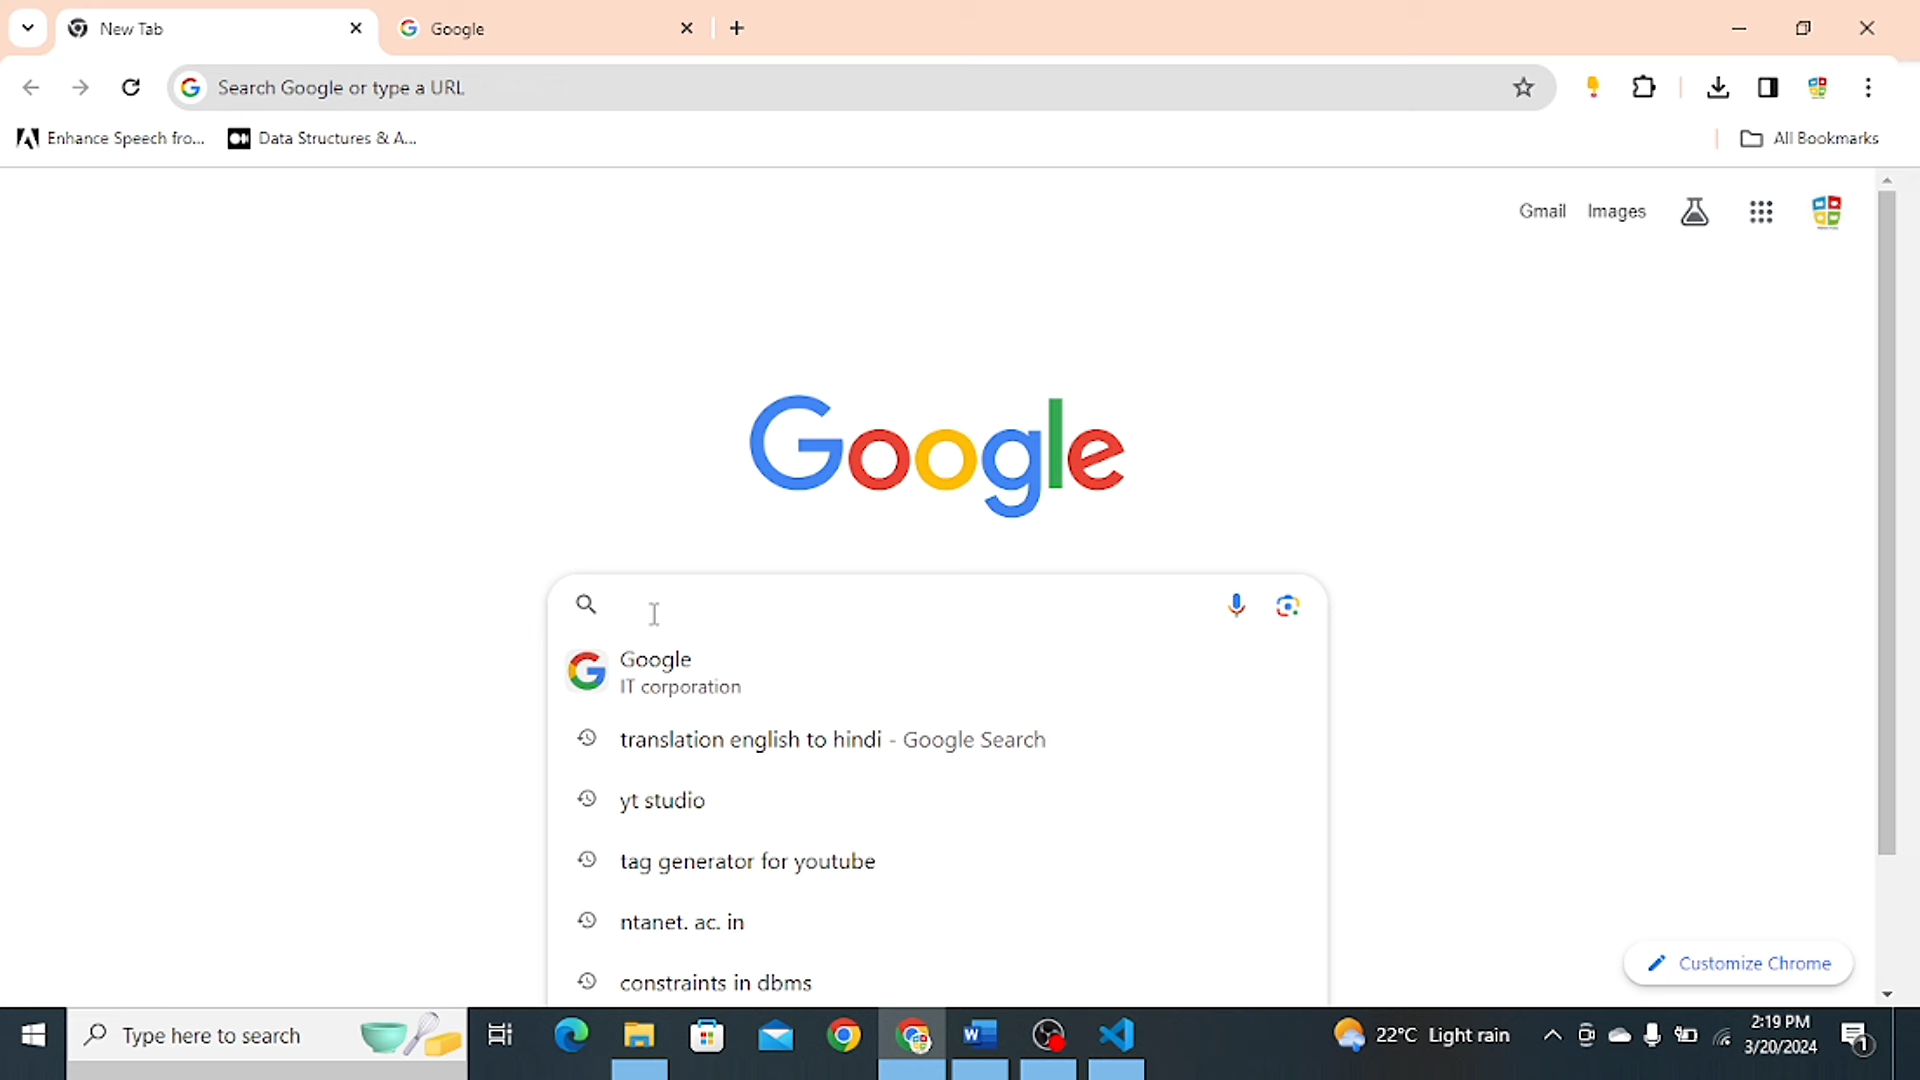 New Tab
Google
Search Google or type a URL
Enhance Speech fro...
Data Structures & A...
All Bookmarks
Gmail
Images
Google
Google
IT corporation
translation english to hindi - Google Search
yt studio
tag generator for youtube
ntanet. ac. in
constraints in dbms
Customize Chrome
Type here to search
22°C Light rain
2:19 PM
3/20/2024
1